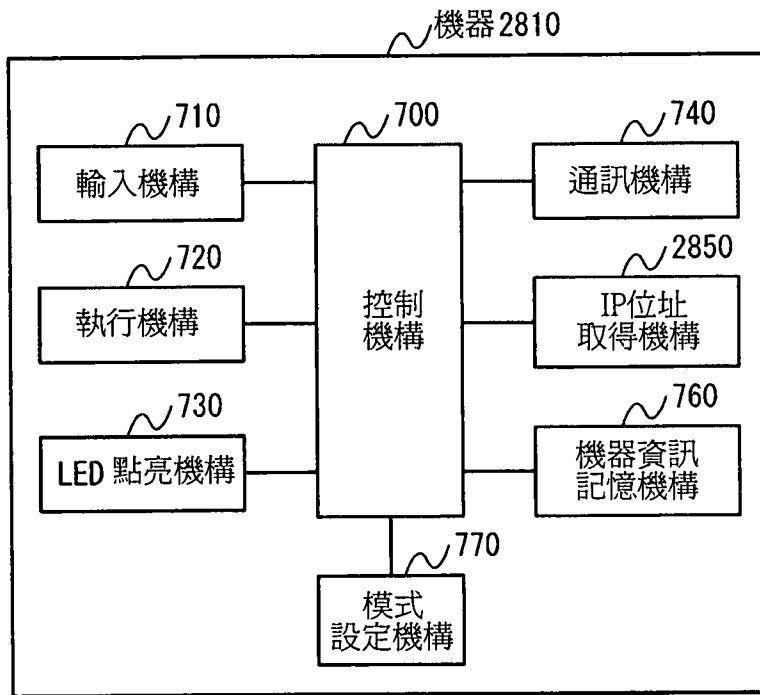 機器2810
710
輸入機構
700
控制
機構
740
通訊機構
720
執行機構
2850
IP位址
取得機構
730
LED 點亮機構
760
機器資訊
記憶機構
770
模式
設定機構